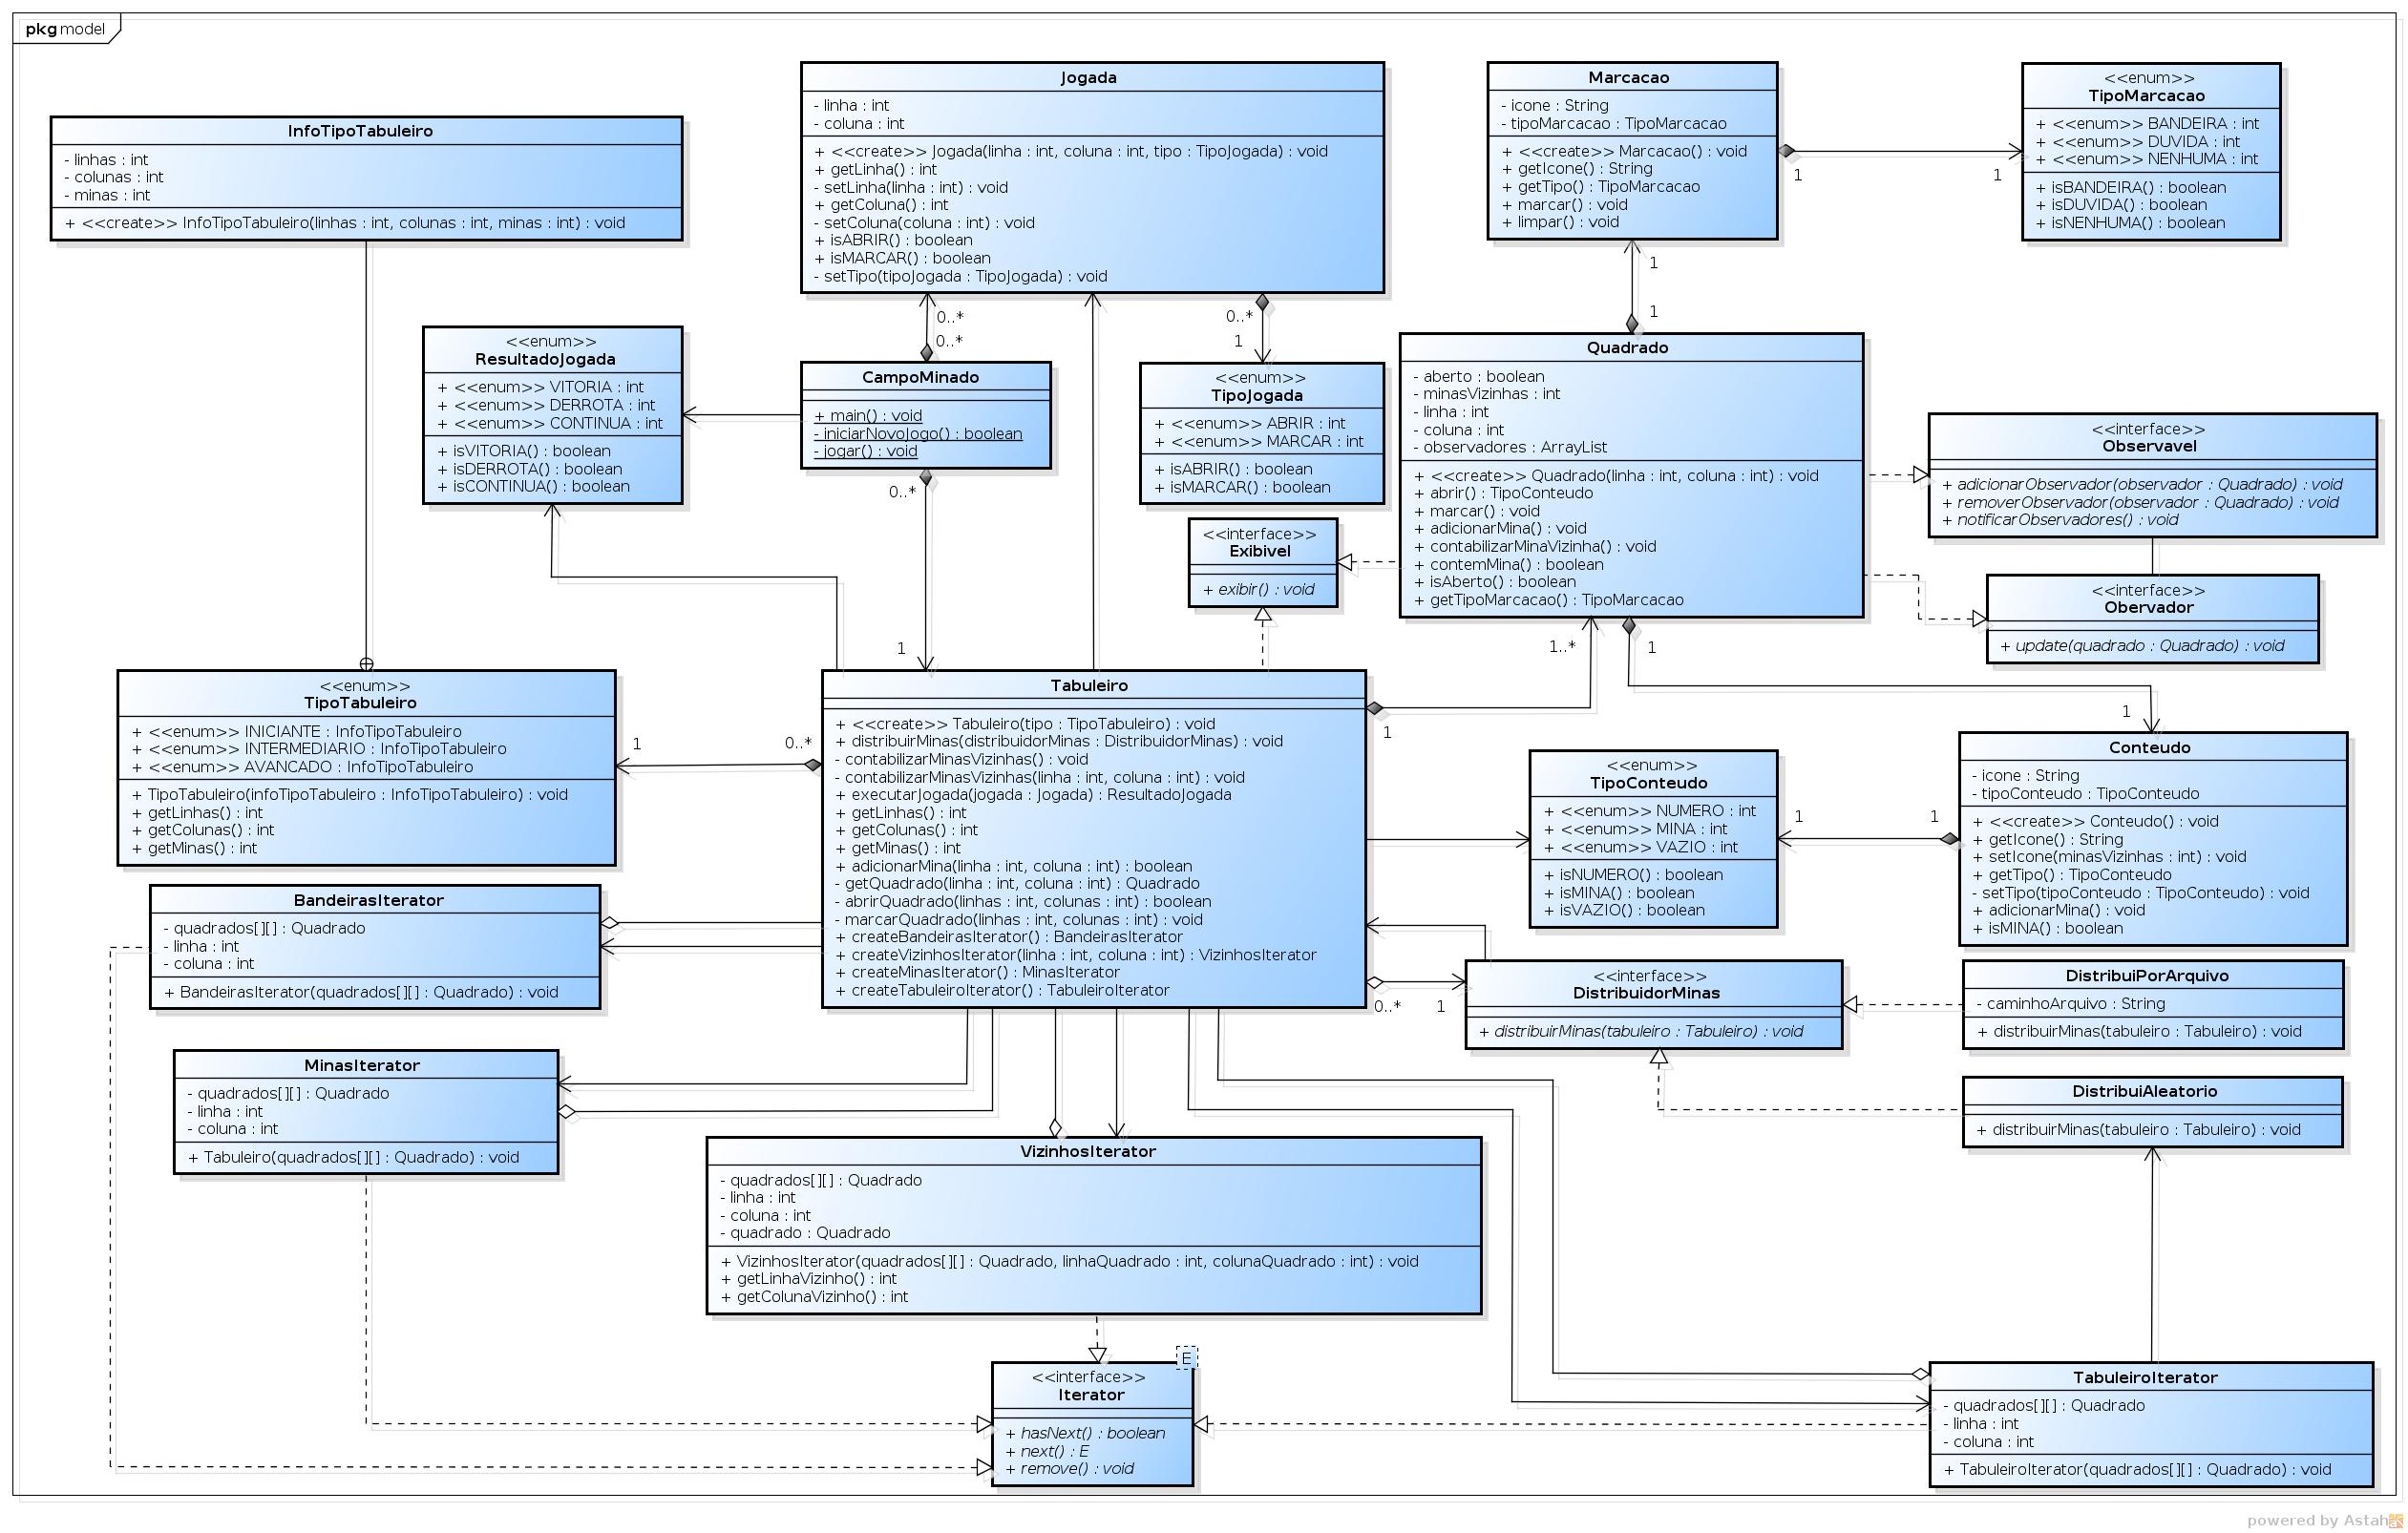 pkg model
InfoTipoTabuleiro
- linhas : int
- colunas : int
- minas : int
+ <<create>> InfoTipoTabuleiro(linhas : int, colunas : int, minas : int) : void
Jogada
- linha : int
- coluna : int
+ <<create>> Jogada(linha : int, coluna : int, tipo : TipoJogada) : void
+ getLinha() : int
- setLinha(linha : int) : void
+ getColuna() : int
- setColuna(coluna : int) : void
+ isABRIR() : boolean
+ isMARCAR() : boolean
- setTipo(tipoJogada : TipoJogada) : void
Marcacao
- icone : String
- tipoMarcacao : TipoMarcacao
+ <<create>> Marcacao() : void
+ getIcone() : String
+ getTipo() : TipoMarcacao
+ marcar() : void
+ limpar() : void
1
1
<<enum>>
TipoMarcacao
+ <<enum>> BANDEIRA : int
+ <<enum>> DUVIDA : int
+ <<enum>> NENHUMA : int
+ isBANDEIRA() : boolean
+ isDUVIDA() : boolean
+ isNENHUMA() : boolean
1
1
0..*
0..*
0..*
1
<<enum>>
ResultadoJogada
+ <<enum>> VITORIA : int
+ <<enum>> DERROTA : int
+ <<enum>> CONTINUA : int
+ isVITORIA() : boolean
+ isDERROTA() : boolean
+ isCONTINUA() : boolean
CampoMinado
+ main() : void
- iniciarNovoJogo() : boolean
- jogar() : void
0..*
1
<<enum>>
TipoJogada
+ <<enum>> ABRIR : int
+ <<enum>> MARCAR : int
+ isABRIR() : boolean
+ isMARCAR() : boolean
<<interface>>
Exibivel
+ exibir() : void
Quadrado
- aberto : boolean
- minasVizinhas : int
- linha : int
- coluna : int
- observadores : ArrayList
+ <<create>> Quadrado(linha : int, coluna : int) : void
+ abrir() : TipoConteudo
+ marcar() : void
+ adicionarMina() : void
+ contabilizarMinaVizinha() : void
+ contemMina() : boolean
+ isAberto() : boolean
+ getTipoMarcacao() : TipoMarcacao
<<interface>>
Observavel
+ adicionarObservador(observador : Quadrado) : void
+ removerObservador(observador : Quadrado) : void
+ notificarObservadores() : void
<<interface>>
Obervador
+ update(quadrado : Quadrado) : void
1..*
1
1
1
<<enum>>
TipoTabuleiro
+ <<enum>> INICIANTE : InfoTipoTabuleiro
+ <<enum>> INTERMEDIARIO : InfoTipoTabuleiro
+ <<enum>> AVANCADO : InfoTipoTabuleiro
+ TipoTabuleiro(infoTipoTabuleiro : InfoTipoTabuleiro) : void
+ getLinhas() : int
+ getColunas() : int
+ getMinas() : int
1
0..*
Tabuleiro
+ <<create>> Tabuleiro(tipo : TipoTabuleiro) : void
+ distribuirMinas(distribuidorMinas : DistribuidorMinas) : void
- contabilizarMinasVizinhas() : void
- contabilizarMinasVizinhas(linha : int, coluna : int) : void
+ executarJogada(jogada : Jogada) : ResultadoJogada
+ getLinhas() : int
+ getColunas() : int
+ getMinas() : int
+ adicionarMina(linha : int, coluna : int) : boolean
- getQuadrado(linha : int, coluna : int) : Quadrado
- abrirQuadrado(linhas : int, colunas : int) : boolean
- marcarQuadrado(linhas : int, colunas : int) : void
+ createBandeirasIterator() : BandeirasIterator
+ createVizinhosIterator(linha : int, coluna : int) : VizinhosIterator
+ createMinasIterator() : MinasIterator
+ createTabuleiroIterator() : TabuleiroIterator
<<enum>>
TipoConteudo
+ <<enum>> NUMERO : int
+ <<enum>> MINA : int
+ <<enum>> VAZIO : int
+ isNUMERO() : boolean
+ isMINA() : boolean
+ isVAZIO() : boolean
1
1
Conteudo
- icone : String
- tipoConteudo : TipoConteudo
+ <<create>> Conteudo() : void
+ getIcone() : String
+ setIcone(minasVizinhas : int) : void
+ getTipo() : TipoConteudo
- setTipo(tipoConteudo : TipoConteudo) : void
+ adicionarMina() : void
+ isMINA() : boolean
BandeirasIterator
- quadrados[][] : Quadrado
- linha : int
- coluna : int
+ BandeirasIterator(quadrados[][] : Quadrado) : void
0..*
1
<<interface>>
DistribuidorMinas
+ distribuirMinas(tabuleiro : Tabuleiro) : void
DistribuiPorArquivo
- caminhoArquivo : String
+ distribuirMinas(tabuleiro : Tabuleiro) : void
MinasIterator
- quadrados[][] : Quadrado
- linha : int
- coluna : int
+ Tabuleiro(quadrados[][] : Quadrado) : void
DistribuiAleatorio
+ distribuirMinas(tabuleiro : Tabuleiro) : void
VizinhosIterator
- quadrados[][] : Quadrado
- linha : int
- coluna : int
- quadrado : Quadrado
+ VizinhosIterator(quadrados[][] : Quadrado, linhaQuadrado : int, colunaQuadrado : int) : void
+ getLinhaVizinho() : int
+ getColunaVizinho() : int
E
<<interface>>
Iterator
+ hasNext() : boolean
+ next() : E
+ remove() : void
TabuleiroIterator
- quadrados[][] : Quadrado
- linha : int
- coluna : int
+ TabuleiroIterator(quadrados[][] : Quadrado) : void
powered by Astah